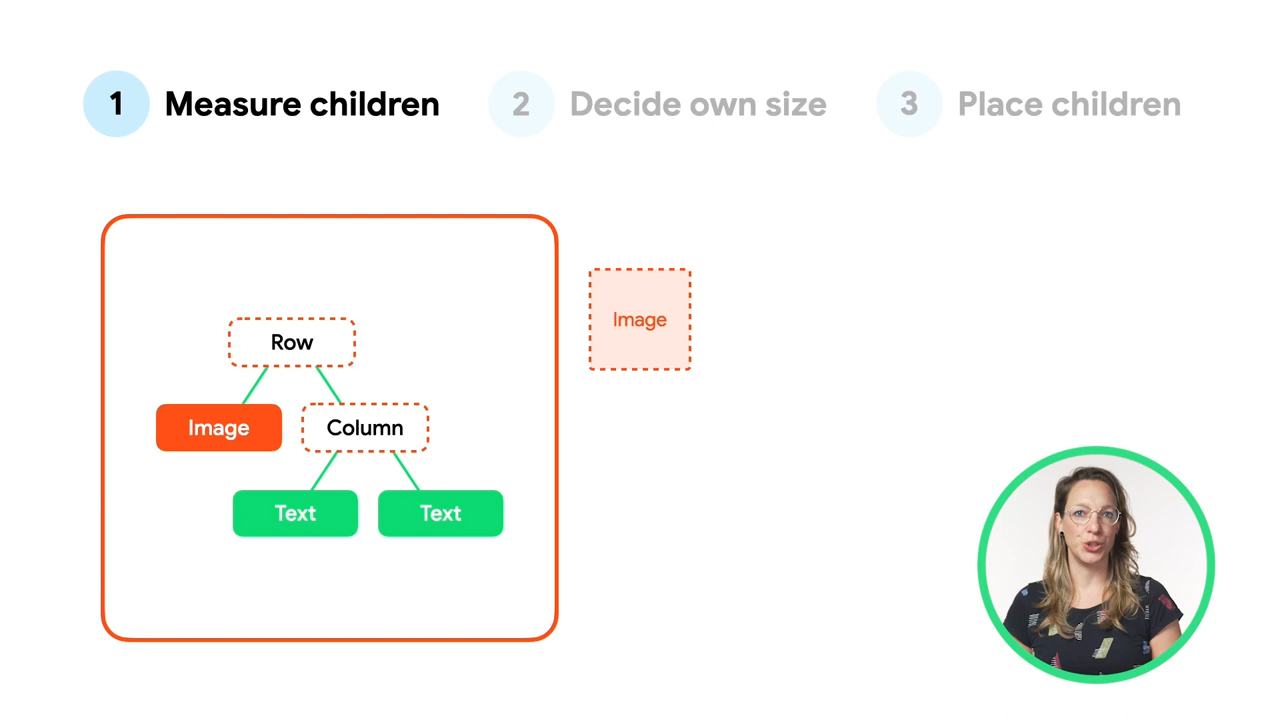 1 Measure children
2 Decide own size
3 Place children
Row
Image
Column
Text
Text
Image